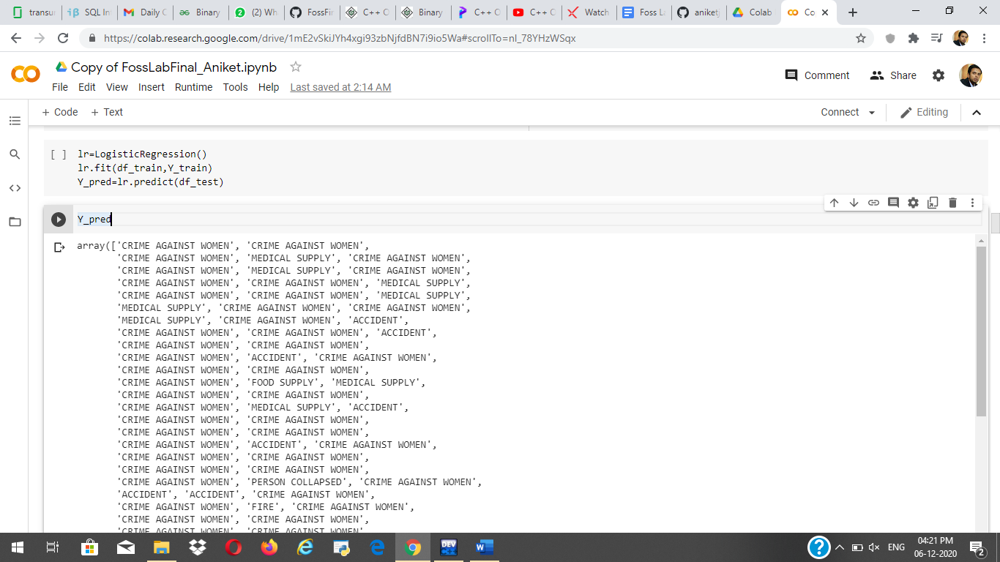 transur
SQL In
Daily C
Binary
(2) Wh
FossFir
C++ C
Binary
C++ C
C++ C
Watch
Foss La
aniketj
Colab
Co
https://colab.research.google.com/drive/1mE2vSkiJYh4xgi93zbNjfdBN7i9io5Wa#scrollTo=nl_78YHzWSqx
Copy of FossLabFinal_Aniket.ipynb
Comment
Share
File Edit View Insert Runtime Tools Help Last saved at 2:14 AM
+ Code + Text
Connect
Editing
[ ] lr=LogisticRegression()
lr.fit(df_train,Y_train)
Y_pred=lr.predict(df_test)
Y_pred
array(['CRIME AGAINST WOMEN', 'CRIME AGAINST WOMEN',
'CRIME AGAINST WOMEN', 'MEDICAL SUPPLY', 'CRIME AGAINST WOMEN',
'CRIME AGAINST WOMEN', 'MEDICAL SUPPLY', 'CRIME AGAINST WOMEN',
'CRIME AGAINST WOMEN', 'CRIME AGAINST WOMEN', 'MEDICAL SUPPLY',
'CRIME AGAINST WOMEN', 'CRIME AGAINST WOMEN', 'MEDICAL SUPPLY',
'MEDICAL SUPPLY', 'CRIME AGAINST WOMEN', 'CRIME AGAINST WOMEN',
'MEDICAL SUPPLY', 'CRIME AGAINST WOMEN', 'ACCIDENT',
'CRIME AGAINST WOMEN', 'CRIME AGAINST WOMEN', 'ACCIDENT',
'CRIME AGAINST WOMEN', 'CRIME AGAINST WOMEN',
'CRIME AGAINST WOMEN', 'ACCIDENT', 'CRIME AGAINST WOMEN',
'CRIME AGAINST WOMEN', 'CRIME AGAINST WOMEN',
'CRIME AGAINST WOMEN', 'FOOD SUPPLY', 'MEDICAL SUPPLY',
'CRIME AGAINST WOMEN', 'CRIME AGAINST WOMEN',
'CRIME AGAINST WOMEN', 'MEDICAL SUPPLY', 'ACCIDENT',
'CRIME AGAINST WOMEN', 'CRIME AGAINST WOMEN',
'CRIME AGAINST WOMEN', 'CRIME AGAINST WOMEN',
'CRIME AGAINST WOMEN', 'ACCIDENT', 'CRIME AGAINST WOMEN',
'CRIME AGAINST WOMEN', 'CRIME AGAINST WOMEN',
'CRIME AGAINST WOMEN', 'CRIME AGAINST WOMEN',
'CRIME AGAINST WOMEN', 'PERSON COLLAPSED', 'CRIME AGAINST WOMEN',
'ACCIDENT', 'ACCIDENT', 'CRIME AGAINST WOMEN',
'CRIME AGAINST WOMEN', 'FIRE', 'CRIME AGAINST WOMEN',
'CRIME AGAINST WOMEN', 'CRIME AGAINST WOMEN',
'CRIME AGAINST WOMEN', 'CRIME AGAINST WOMEN',
DEV C++
ENG
04:21 PM
06-12-2020
2